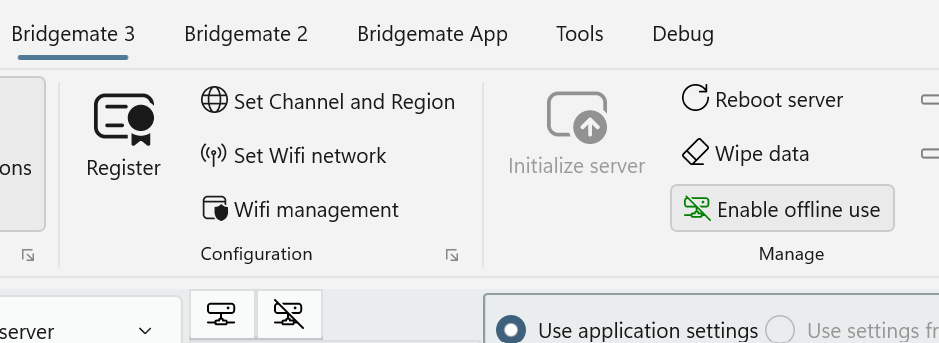 Bridgemate 3 Bridgemate 2 Bridgemate App Tools Debug
ons
Register
Set Channel and Region
Set Wifi network
Wifi management
Configuration
Initialize server
Reboot server
Wipe data
Enable offline use
Manage
server
Use application settings Use settings fr